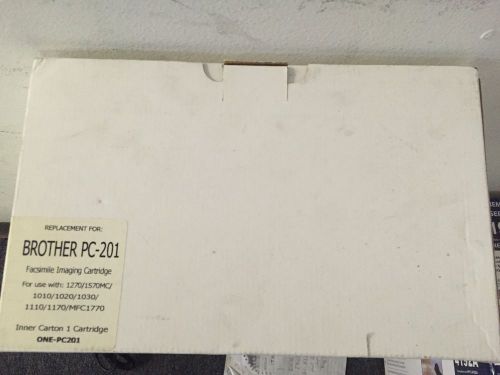 REPLACEMENT FOR:
BROTHER PC-201
Facsimile Imaging Cartridge
For use with: 1270/1570MC/
1010/1020/1030/
1110/1170/MFC1770
Inner Carton 1 Cartridge
ONE-PC201